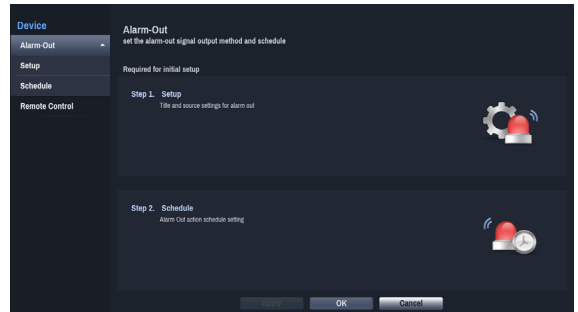 Device
Alarm-Out
Setup
Schedule
Remote Control
Alarm-Out
set the alarm-out signal output method and schedule
Required for initial setup
Step 1. Setup
Title and source settings for alarm out
Step 2. Schedule
Alarm Out action schedule setting
Apply
OK
Cancel